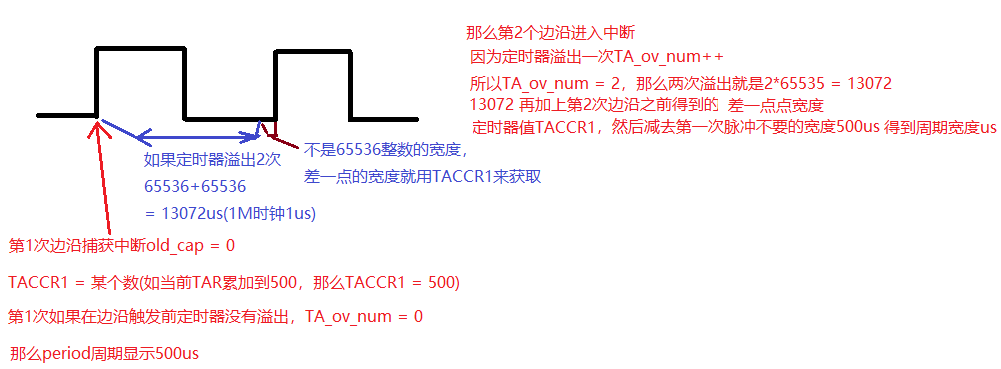 那么第2个边沿进入中断
因为定时器溢出一次TA_ov_num++
所以TA_ov_num = 2，那么两次溢出就是2*65535 = 13072
13072 再加上第2次边沿之前得到的 差一点点宽度
定时器值TACCR1，然后减去第一次脉冲不要的宽度500us 得到周期宽度us
不是65536整数的宽度，
差一点的宽度就用TACCR1来获取
如果定时器溢出2次
65536+65536
= 13072us(1M时钟1us)
第1次边沿捕获中断old_cap = 0
TACCR1 = 某个数(如当前TAR累加到500，那么TACCR1 = 500)
第1次如果在边沿触发前定时器没有溢出，TA_ov_num = 0
那么period周期显示500us